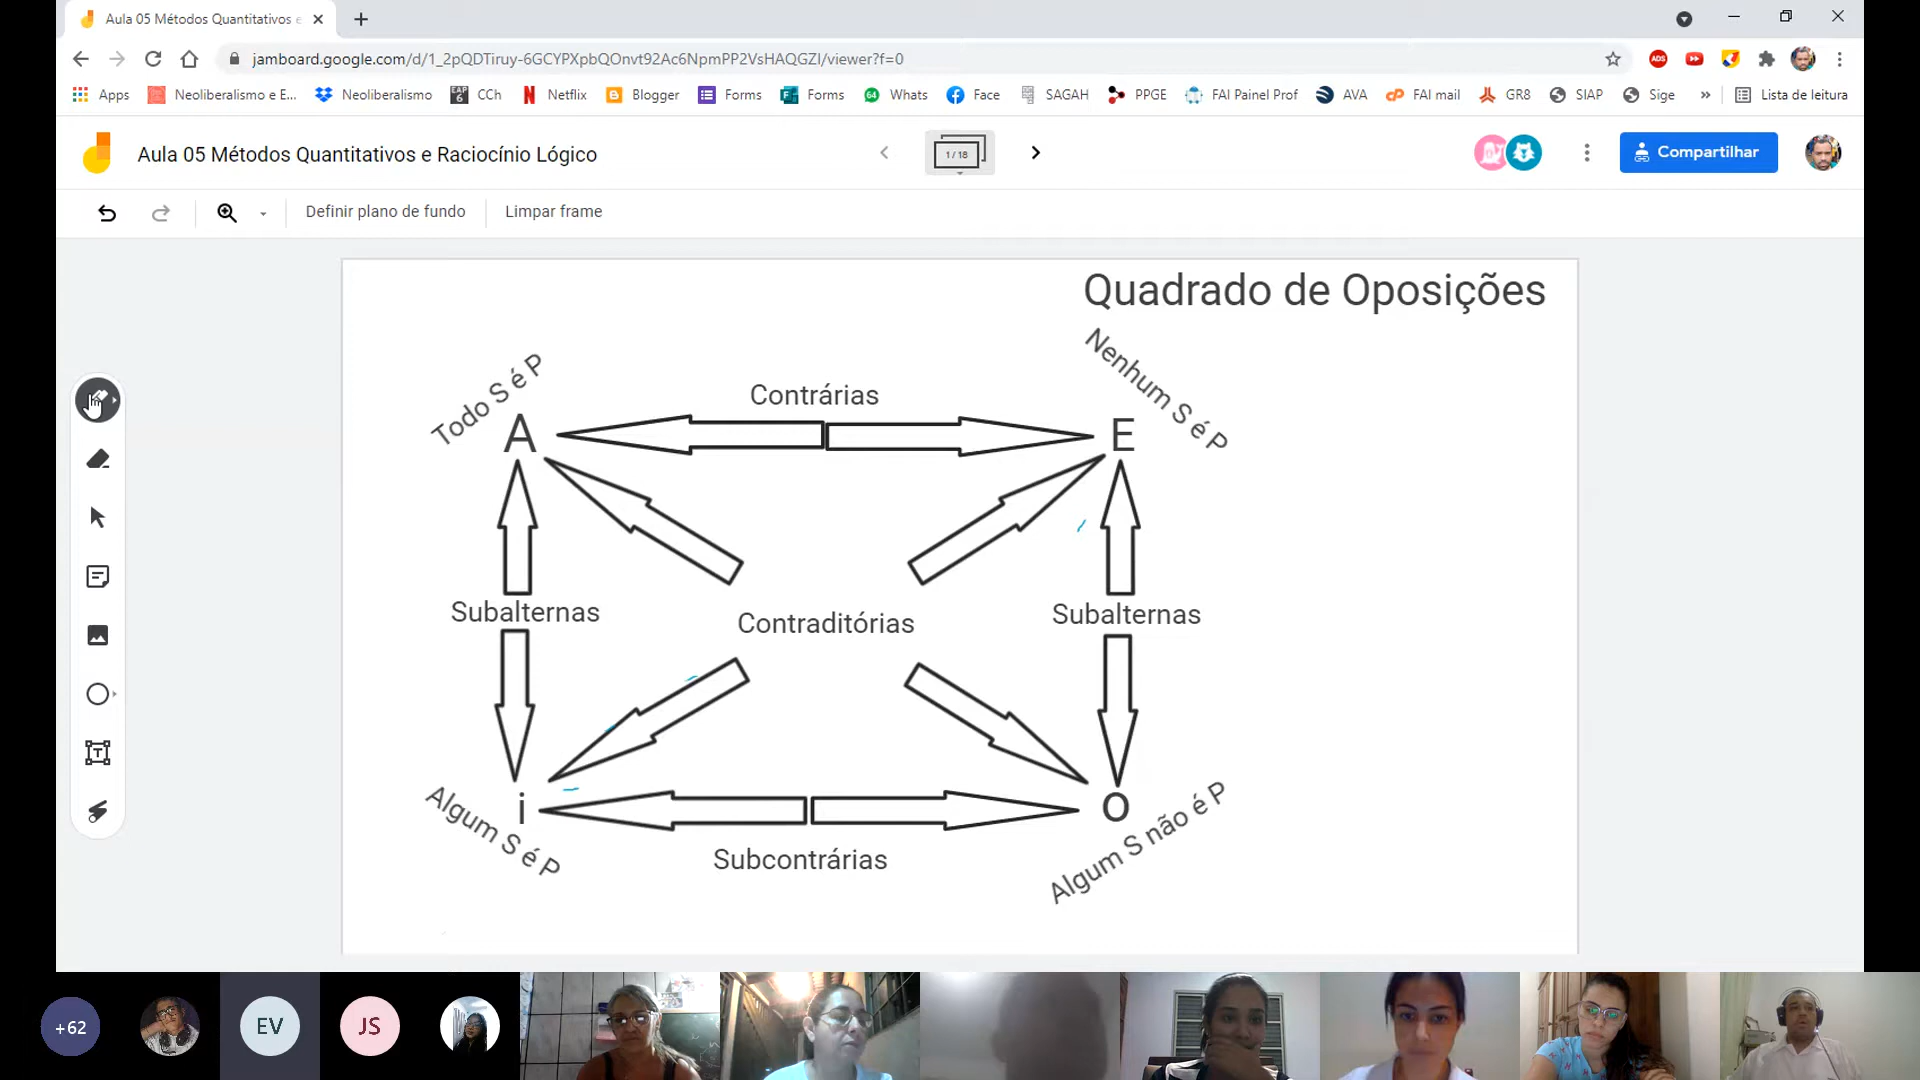 Aula 05 Métodos Quantitativos e
jamboard.google.com/d/1_2pQDTiruy-6GCYPXpbQOnvt92Ac6NpmPP2VsHAQGZI/viewer?f=0
Apps Neoliberalismo e E... Neoliberalismo CCh Netflix Blogger Forms Forms Whats Face SAGAH PPGE FAI Painel Prof AVA FAI mail GR8 SIAP Sige » Lista de leitura
Aula 05 Métodos Quantitativos e Raciocínio Lógico
1 / 18
Compartilhar
Definir plano de fundo
Limpar frame
Quadrado de Oposições
Todo S é P
Nenhum S é P
Contrárias
A
E
Subalternas
Contraditórias
Subalternas
i
O
Algum S é P
Algum S não é P
Subcontrárias
+62
EV
JS